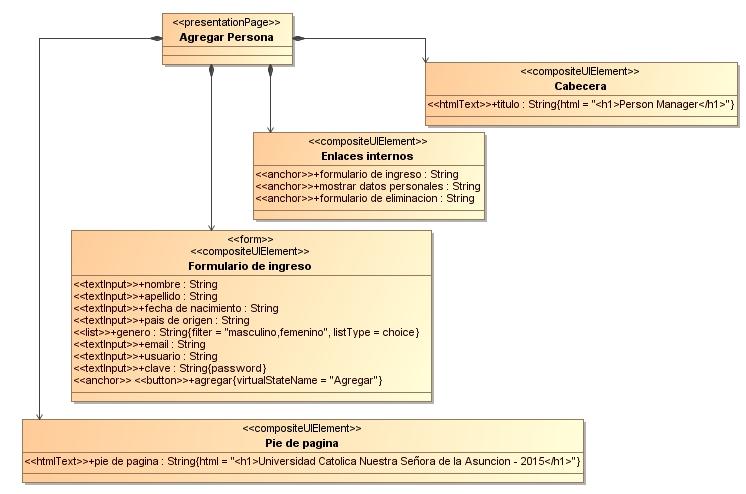 <<presentationPage>>
Agregar Persona
<<compositeUIElement>>
Cabecera
<<htmlText>>+titulo : String{html = "<h1>Person Manager</h1>"}
<<compositeUIElement>>
Enlaces internos
<<anchor>>+formulario de ingreso : String
<<anchor>>+mostrar datos personales : String
<<anchor>>+formulario de eliminacion : String
<<form>>
<<compositeUIElement>>
Formulario de ingreso
<<textInput>>+nombre : String
<<textInput>>+apellido : String
<<textInput>>+fecha de nacimiento : String
<<textInput>>+pais de origen : String
<<list>>+genero : String{filter = "masculino,femenino", listType = choice}
<<textInput>>+email : String
<<textInput>>+usuario : String
<<textInput>>+clave : String{password}
<<anchor>> <<button>>+agregar{virtualStateName = "Agregar"}
<<compositeUIElement>>
Pie de pagina
<<htmlText>>+pie de pagina : String{html = "<h1>Universidad Catolica Nuestra Señora de la Asuncion - 2015</h1>"}